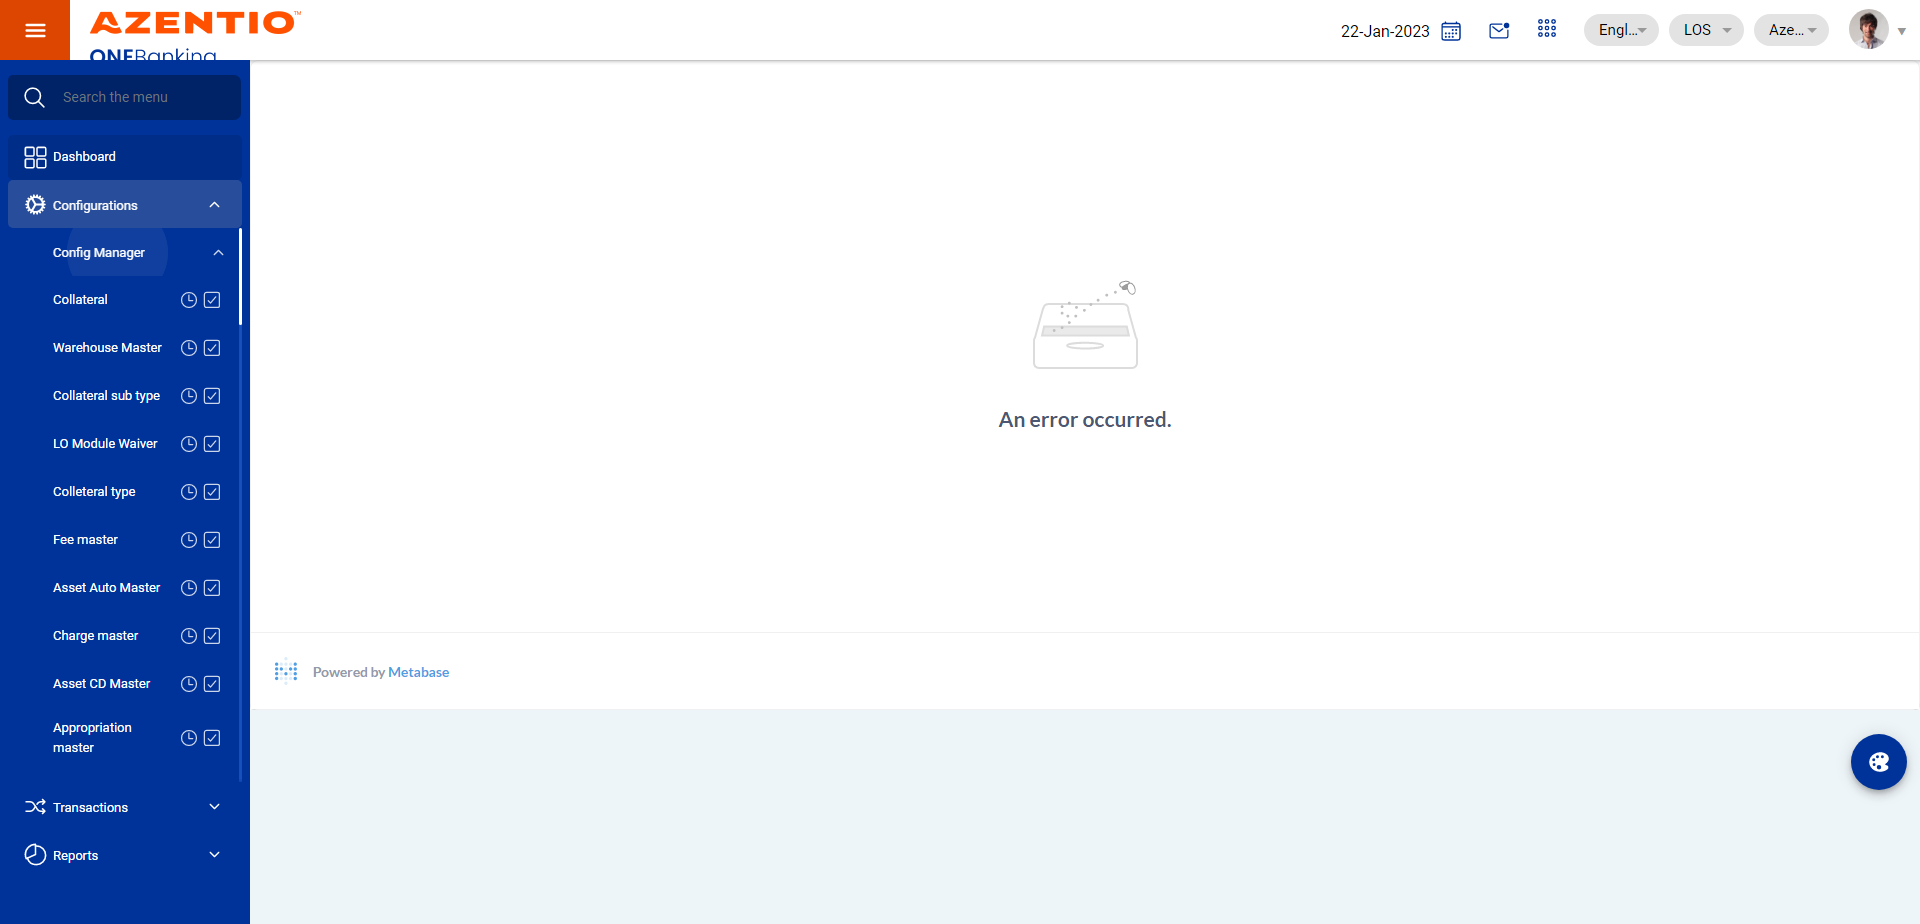 AZENTIO™
ONEBanking
22-Jan-2023
Engl...
LOS
Aze...
Search the menu
Dashboard
Configurations
Config Manager
Collateral
Warehouse Master
Collateral sub type
LO Module Waiver
Colleteral type
Fee master
Asset Auto Master
Charge master
Asset CD Master
Appropriation
master
Transactions
Reports
An error occurred.
Powered by Metabase